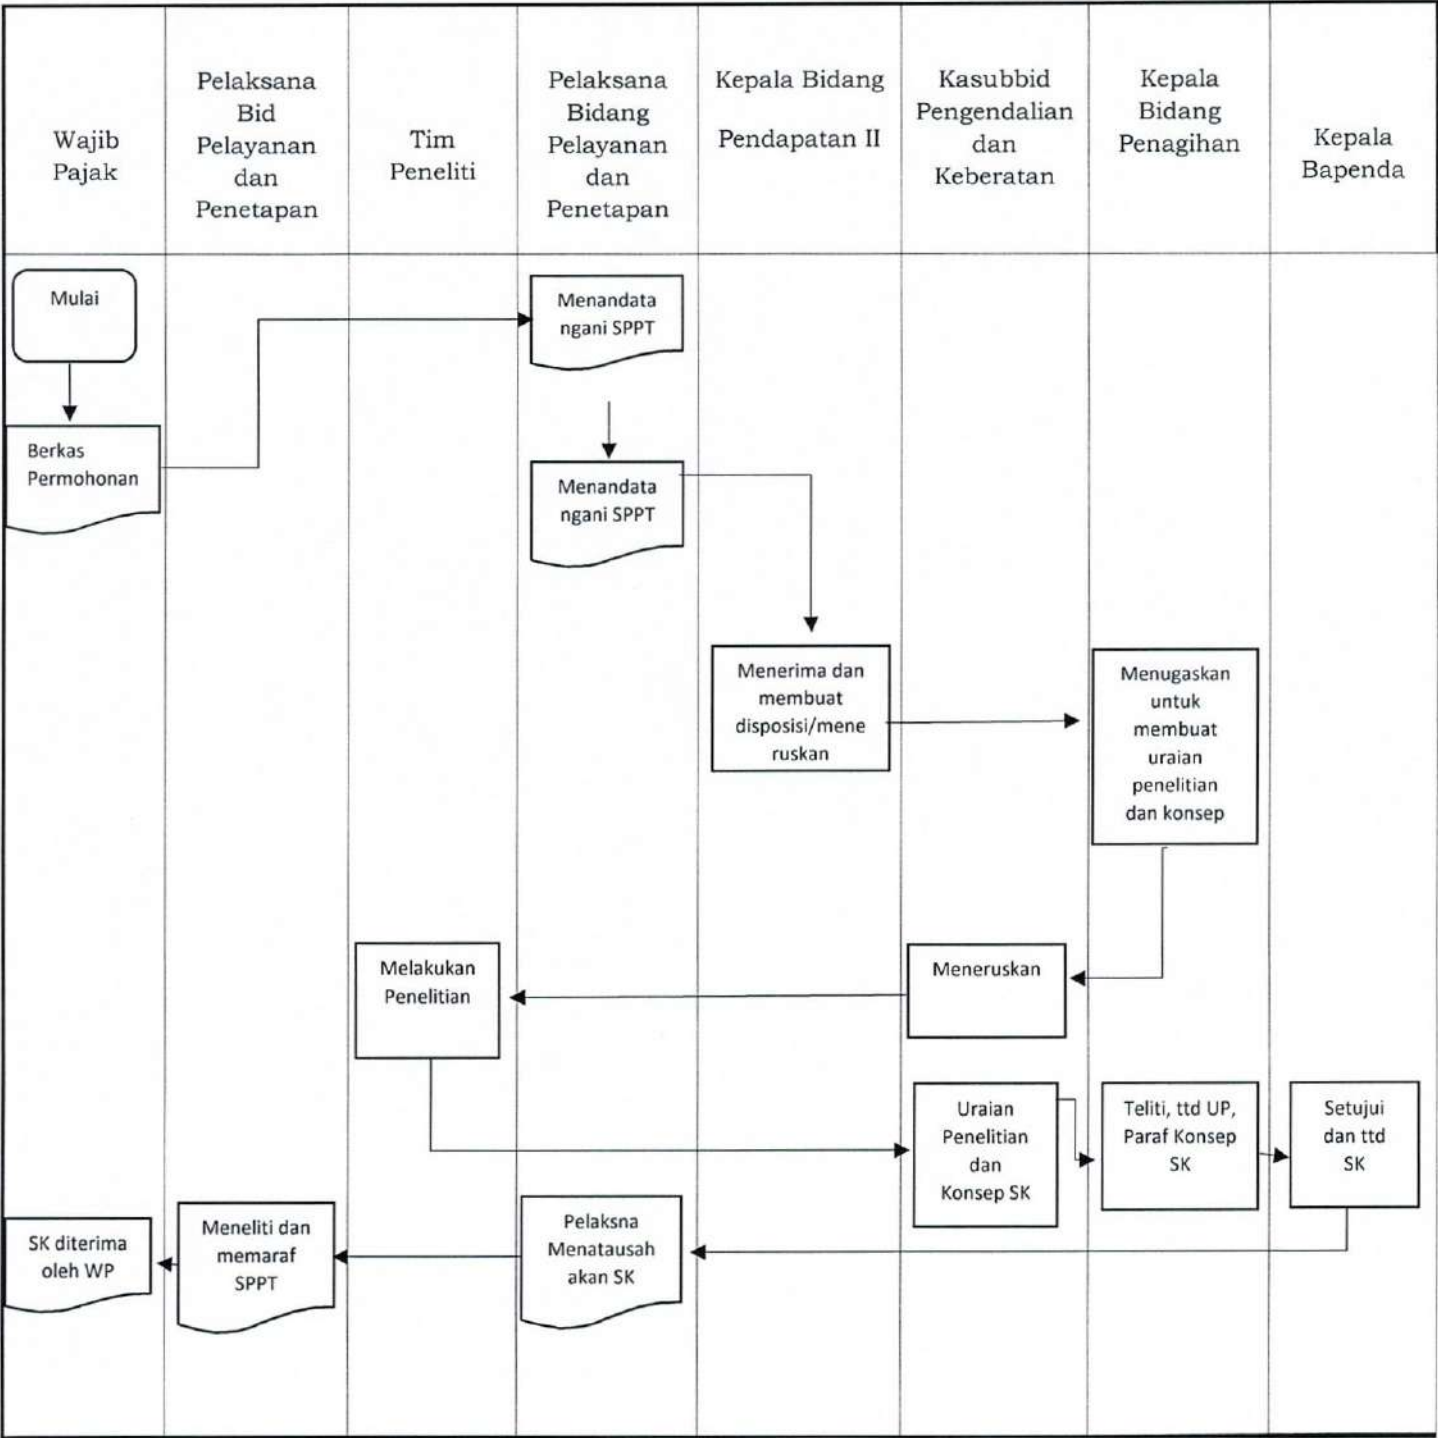 Wajib
Pajak
Pelaksana
Bid
Pelayanan
dan
Penetapan
Tim
Peneliti
Pelaksana
Bidang
Pelayanan
dan
Penetapan
Kepala Bidang
Pendapatan II
Kasubbid
Pengendalian
dan
Keberatan
Kepala
Bidang
Penagihan
Kepala
Bapenda
Mulai
Menandata
ngani SPPT
Berkas
Permohonan
Menandata
ngani SPPT
Menerima dan
membuat
disposisi/mene
ruskan
Menugaskan
untuk
membuat
uraian
penelitian
dan konsep
Melakukan
Penelitian
Meneruskan
Uraian
Penelitian
dan
Konsep SK
Teliti, ttd UP,
Paraf Konsep
SK
Setujui
dan ttd
SK
SK diterima
oleh WP
Meneliti dan
memaraf
SPPT
Pelaksna
Menatausah
akan SK